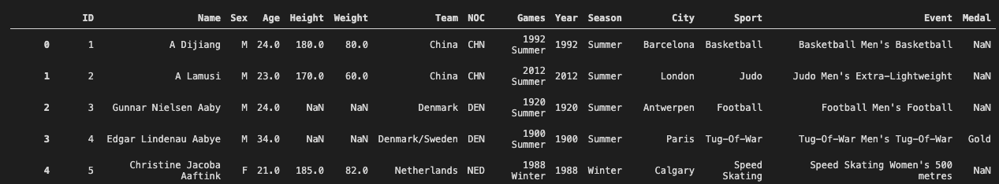 ID Name Sex Age Height Weight Team NOC Games Year Season City Sport Event Medal
0 1 A Dijiang M 24.0 180.0 80.0 China CHN 1992 Summer 1992 Summer Barcelona Basketball Basketball Men's Basketball NaN
1 2 A Lamusi M 23.0 170.0 60.0 China CHN 2012 Summer 2012 Summer London Judo Judo Men's Extra-Lightweight NaN
2 3 Gunnar Nielsen Aaby M 24.0 NaN NaN Denmark DEN 1920 Summer 1920 Summer Antwerpen Football Football Men's Football NaN
3 4 Edgar Lindenau Aabye M 34.0 NaN NaN Denmark/Sweden DEN 1900 Summer 1900 Summer Paris Tug-Of-War Tug-Of-War Men's Tug-Of-War Gold
4 5 Christine Jacoba Aaftink F 21.0 185.0 82.0 Netherlands NED 1988 Winter 1988 Winter Calgary Speed Skating Speed Skating Women's 500 metres NaN